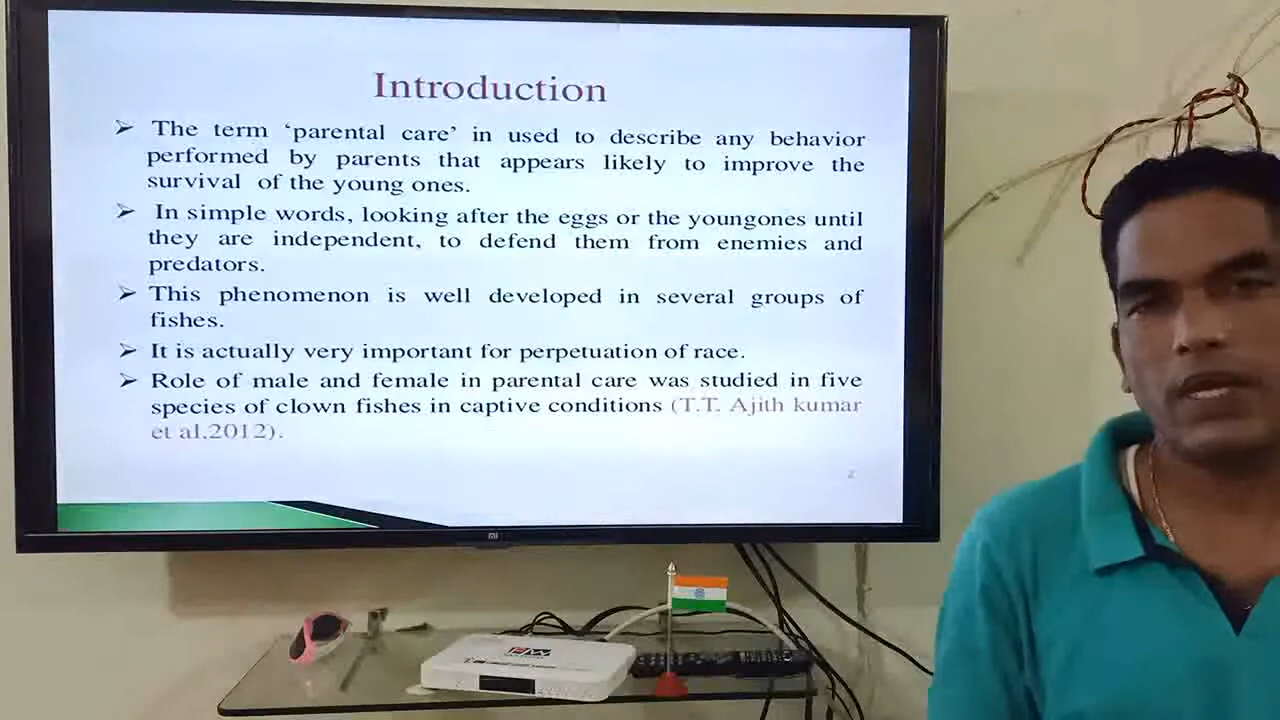 Introduction
➢ The term ‘parental care’ in used to describe any behavior
performed by parents that appears likely to improve the
survival of the young ones.
➢ In simple words, looking after the eggs or the youngones until
they are independent, to defend them from enemies and
predators.
➢ This phenomenon is well developed in several groups of
fishes.
➢ It is actually very important for perpetuation of race.
➢ Role of male and female in parental care was studied in five
species of clown fishes in captive conditions (T.T. Ajith kumar
et al,2012).
2